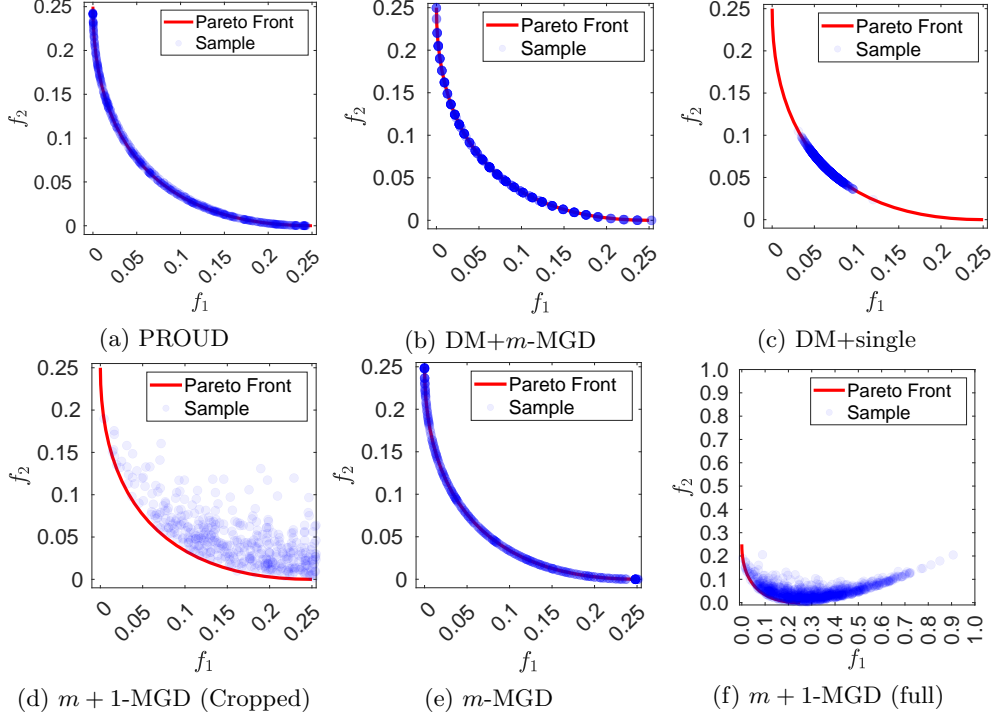 0.25
0.2
0.15
0.1
0.05
0
f2
Pareto Front
Sample
0
0.05
0.1
0.15
0.2
0.25
f1
(a) PROUD
0.25
0.2
0.15
0.1
0.05
0
f2
Pareto Front
Sample
0
0.05
0.1
0.15
0.2
0.25
f1
(b) DM+m-MGD
0.25
0.2
0.15
0.1
0.05
0
f2
Pareto Front
Sample
0
0.05
0.1
0.15
0.2
0.25
f1
(c) DM+single
0.25
0.2
0.15
0.1
0.05
0
f2
Pareto Front
Sample
0
0.05
0.1
0.15
0.2
0.25
f1
(d) m + 1-MGD (Cropped)
0.25
0.2
0.15
0.1
0.05
0
f2
Pareto Front
Sample
0
0.05
0.1
0.15
0.2
0.25
f1
(e) m-MGD
1.0
0.9
0.8
0.7
0.6
0.5
0.4
0.3
0.2
0.1
0.0
f2
Pareto Front
Sample
0.0
0.1
0.2
0.3
0.4
0.5
0.6
0.7
0.8
0.9
1.0
f1
(f) m + 1-MGD (full)